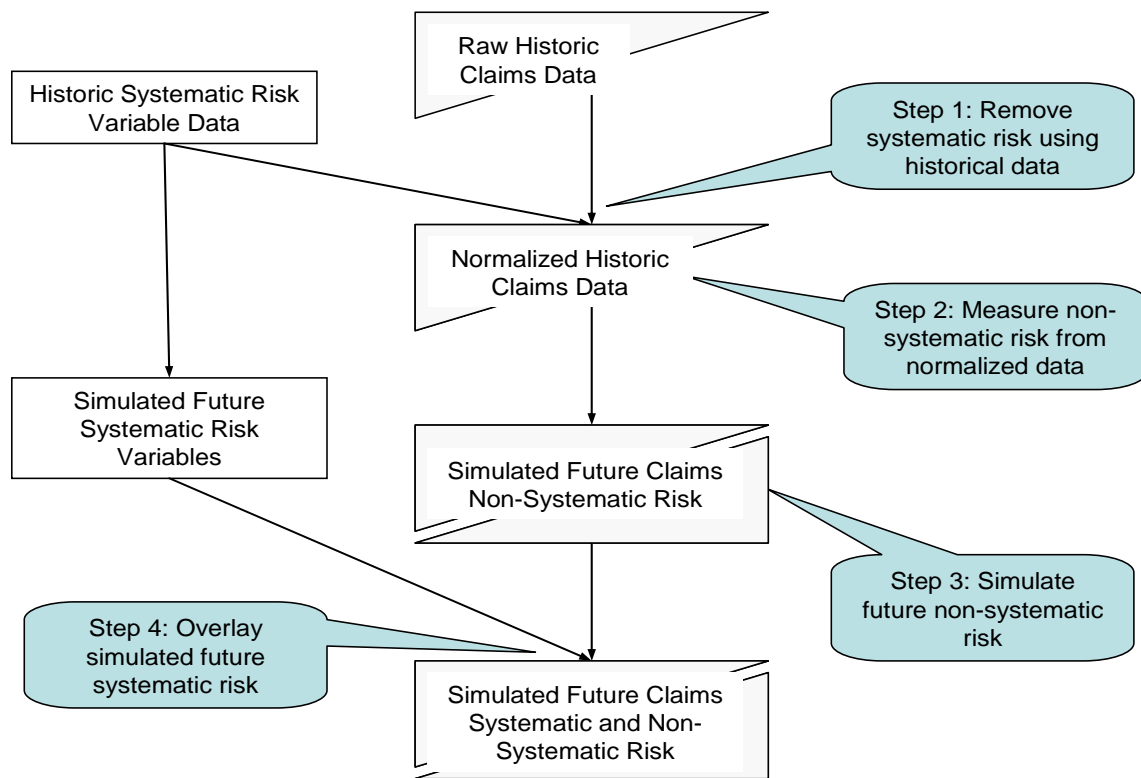 Raw Historic
Claims Data
Historic Systematic Risk
Variable Data
Step 1: Remove
systematic risk using
historical data
Normalized Historic
Claims Data
Step 2: Measure non-
systematic risk from
normalized data
Simulated Future
Systematic Risk
Variables
Simulated Future Claims
Non-Systematic Risk
Step 3: Simulate
future non-systematic
risk
Step 4: Overlay
simulated future
systematic risk
Simulated Future Claims
Systematic and Non-
Systematic Risk